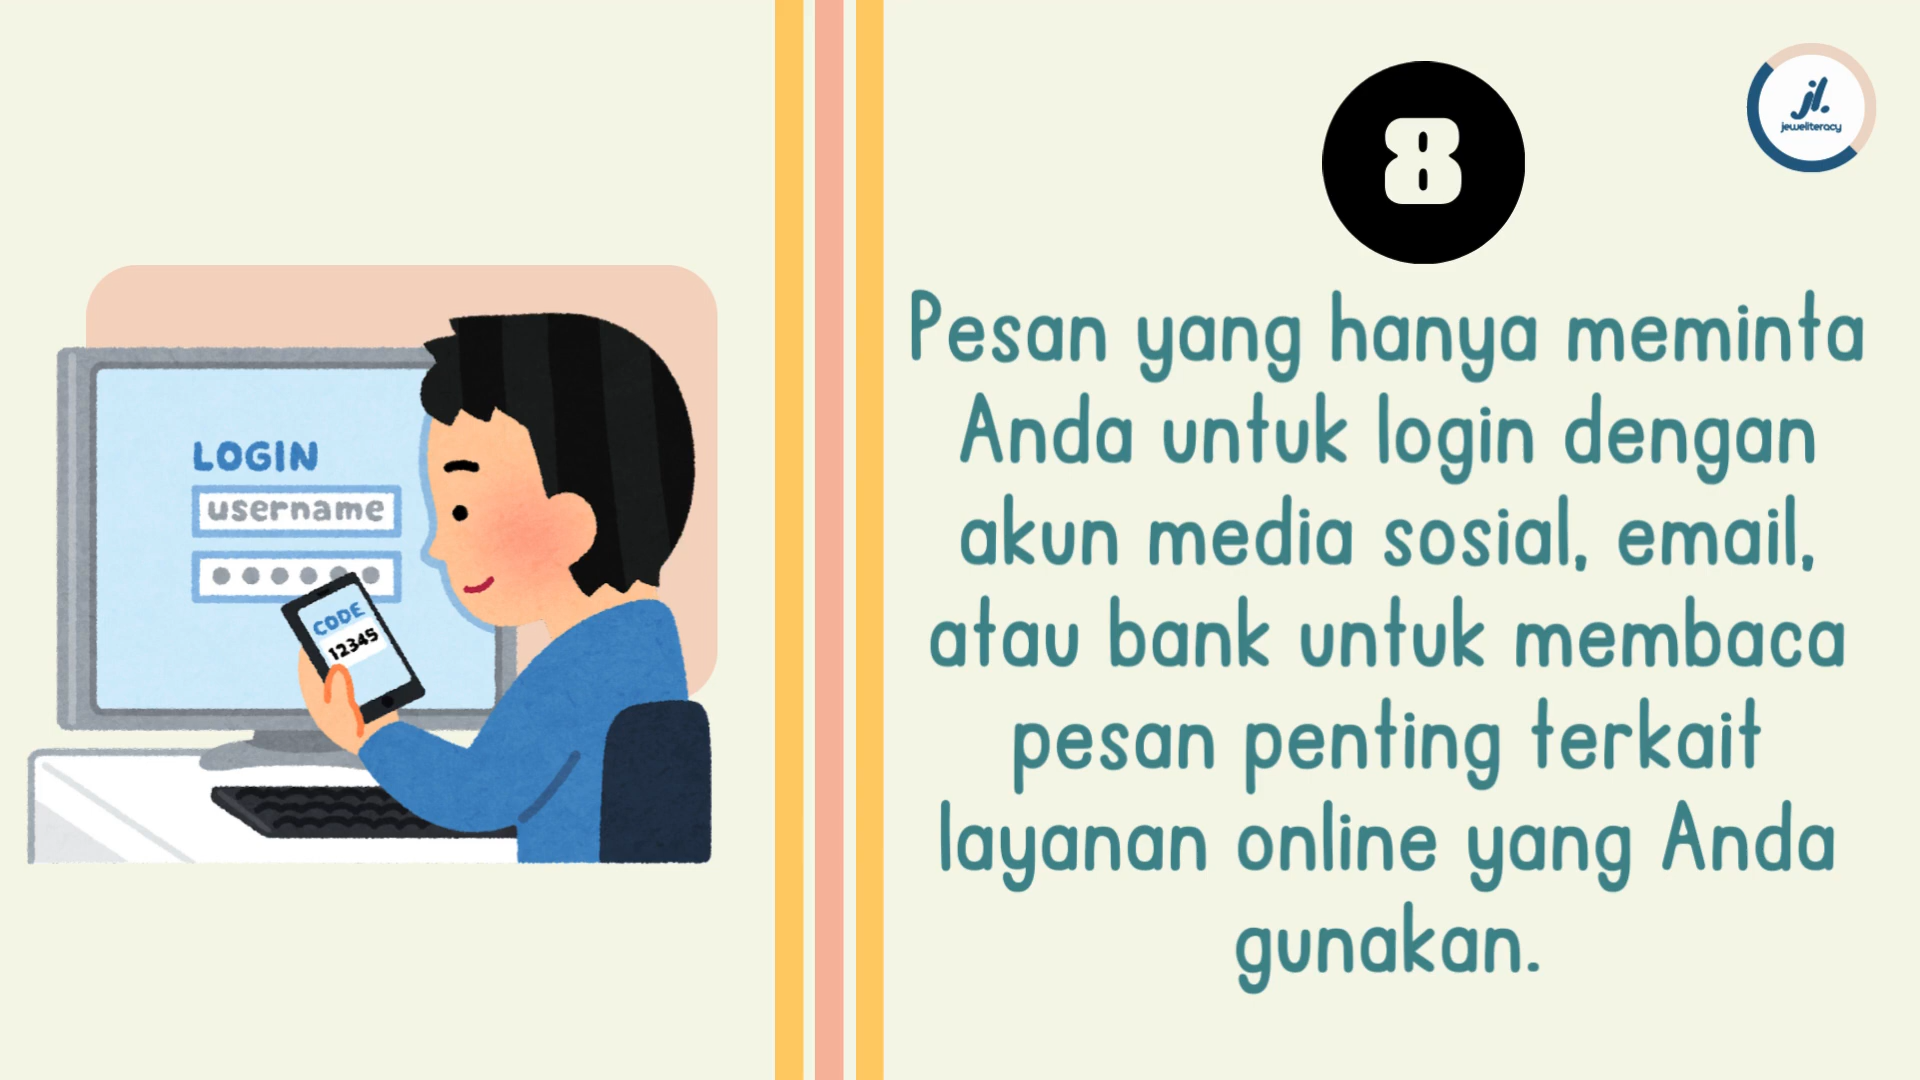 8
jl.
jeweliteracy
Pesan yang hanya meminta
Anda untuk login dengan
akun media sosial, email,
atau bank untuk membaca
pesan penting terkait
layanan online yang Anda
gunakan.
LOGIN
username
CODE
12345